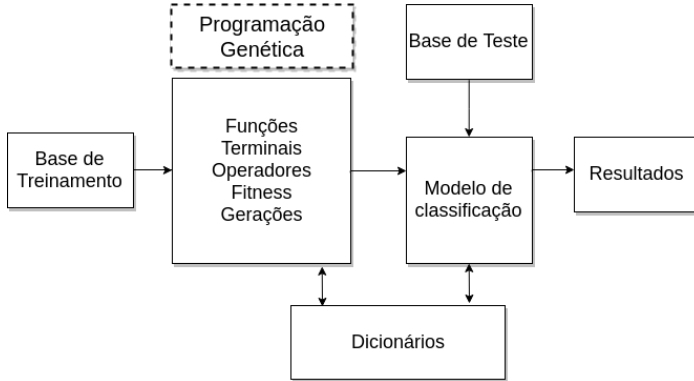 Programação
Genética
Base de Teste
Base de
Treinamento
Funções
Terminais
Operadores
Fitness
Gerações
Modelo de
classificação
Resultados
Dicionários